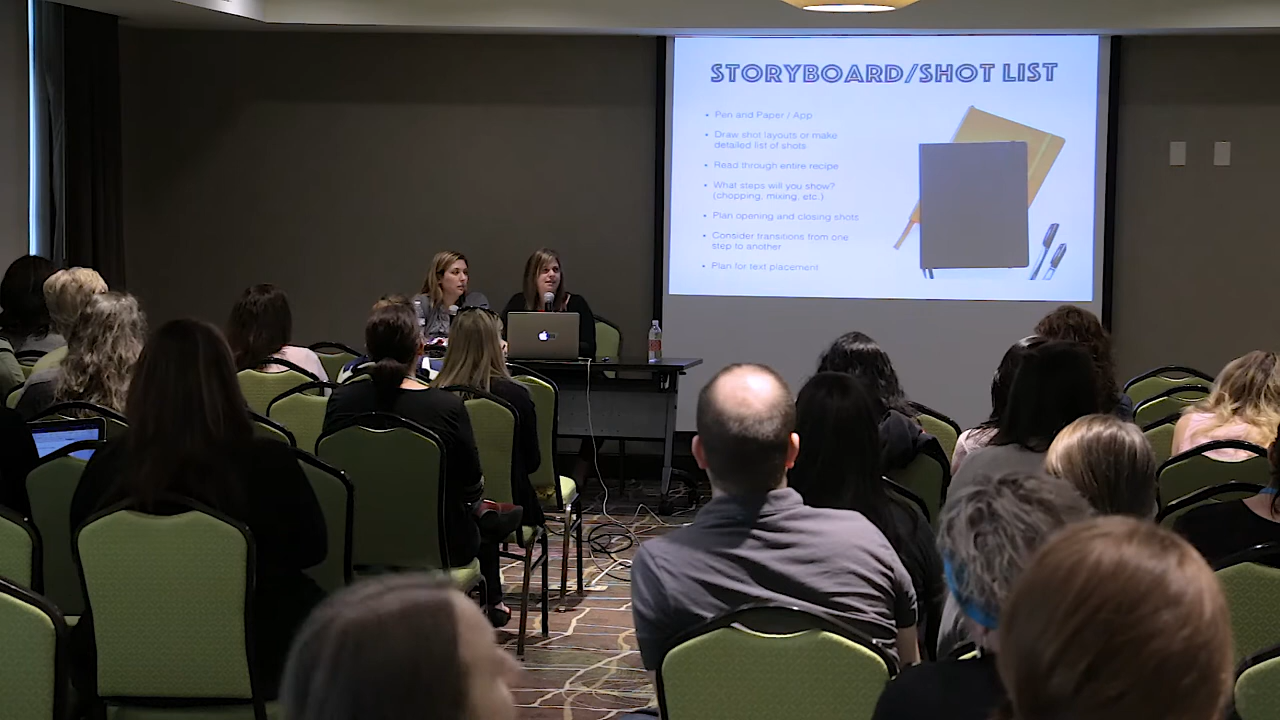 STORYBOARD/SHOT LIST
• Pen and Paper / App
• Draw shot layouts or make
detailed list of shots
• Read through entire recipe
• What steps will you show?
(chopping, mixing, etc.)
• Plan opening and closing shots
• Consider transitions from one
step to another
• Plan for text placement